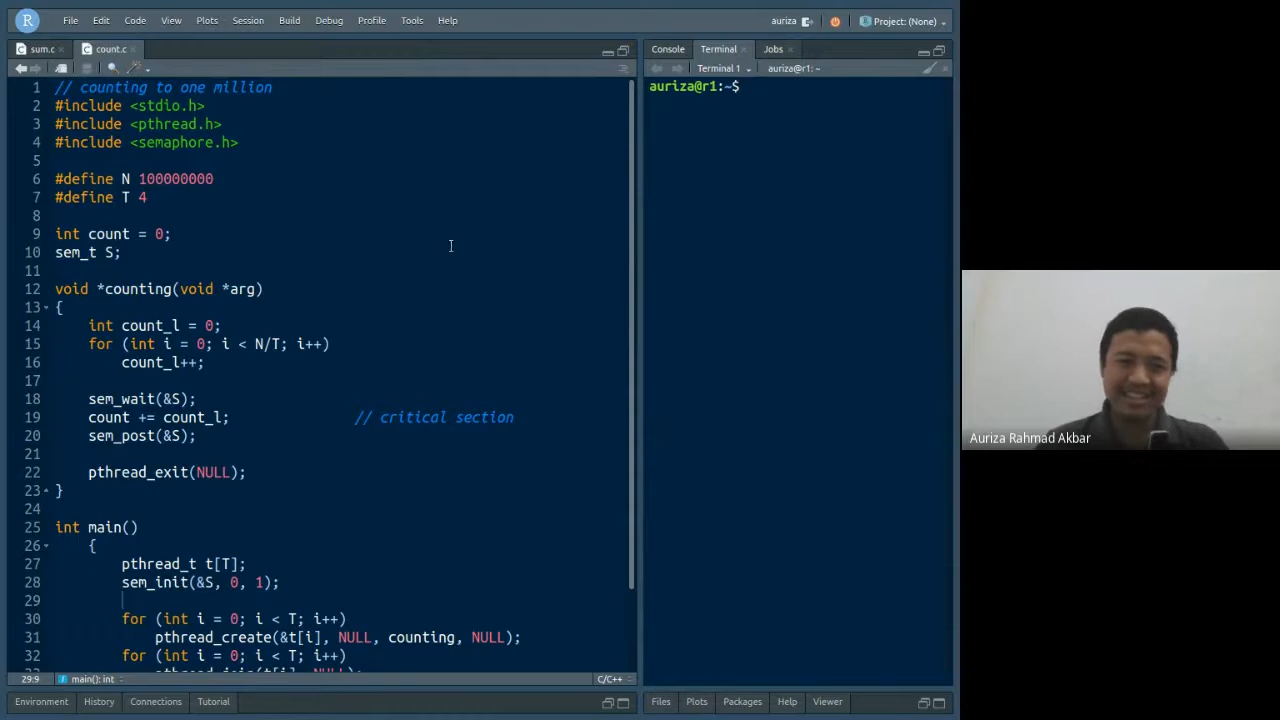 R File Edit Code View Plots Session Build Debug Profile Tools Help auriza Project: (None)
sum.c × count.c ×
1 // counting to one million
2 #include <stdio.h>
3 #include <pthread.h>
4 #include <semaphore.h>
5
6 #define N 100000000
7 #define T 4
8
9 int count = 0;
10 sem_t S;
11
12 void *counting(void *arg)
13 {
14 int count_l = 0;
15 for (int i = 0; i < N/T; i++)
16 count_l++;
17
18 sem_wait(&S);
19 count += count_l; // critical section
20 sem_post(&S);
21
22 pthread_exit(NULL);
23 }
24
25 int main()
26 {
27 pthread_t t[T];
28 sem_init(&S, 0, 1);
29
30 for (int i = 0; i < T; i++)
31 pthread_create(&t[i], NULL, counting, NULL);
32 for (int i = 0; i < T; i++)
33 pthread_join(t[i], NULL);
29:9 main(): int C/C++
Environment History Connections Tutorial
Console Terminal × Jobs ×
Terminal 1 auriza@r1: ~
auriza@r1:~$
Files Plots Packages Help Viewer
Auriza Rahmad Akbar